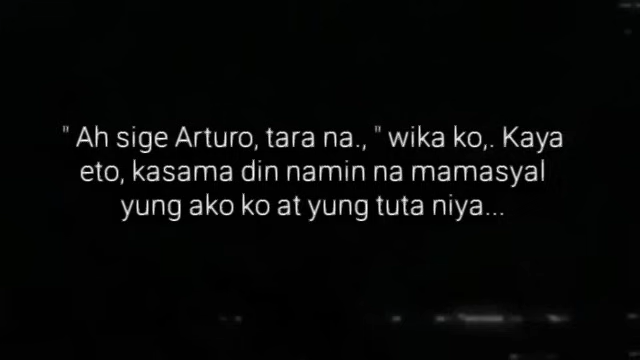 " Ah sige Arturo, tara na., " wika ko,. Kaya
eto, kasama din namin na mamasyal
yung ako ko at yung tuta niya...